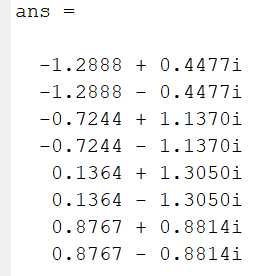 ans =
-1.2888 + 0.4477i
-1.2888 - 0.4477i
-0.7244 + 1.1370i
-0.7244 - 1.1370i
0.1364 + 1.3050i
0.1364 - 1.3050i
0.8767 + 0.8814i
0.8767 - 0.8814i